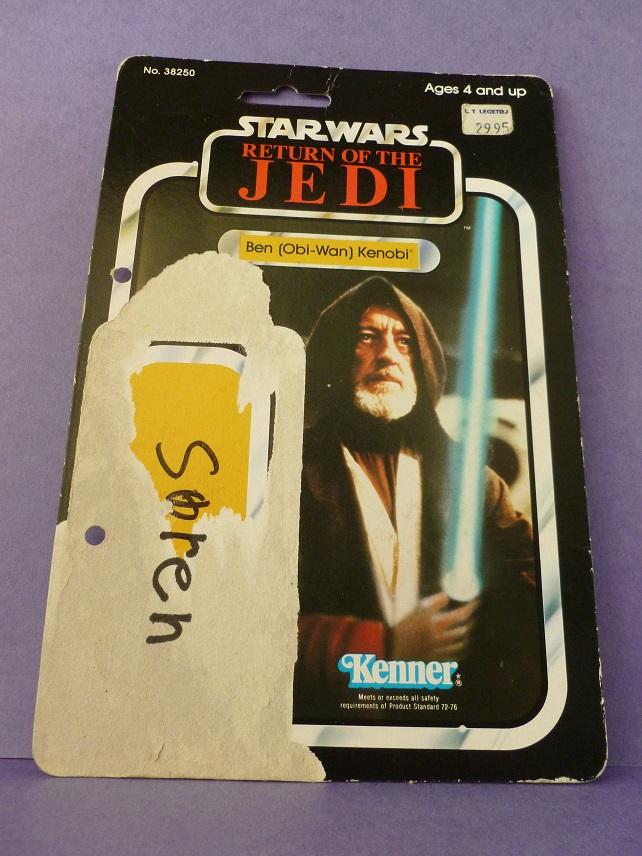 No. 38250
Ages 4 and up
L.T LEGETØJ
29.95
STAR WARS
RETURN OF THE
JEDI
TM
Ben (Obi-Wan) Kenobi
Søren
Kenner®
Meets or exceeds all safety
requirements of Product Standard 72-76